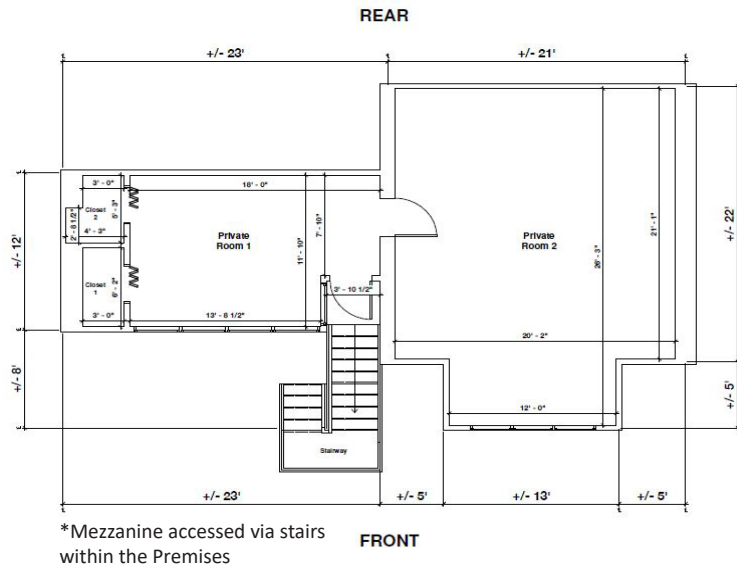 REAR
+/- 23'
+/- 21'
3' - 0"
18' - 0"
Closet
2
5' - 3"
2' - 8 1/2"
4' - 3"
7' - 10"
11' - 10"
Private
Room 1
Private
Room 2
26' - 3"
21' - 1"
+/- 22'
+/- 12'
Closet
1
6' - 2"
3' - 0"
13' - 8 1/2"
3' - 10 1/2"
20' - 2"
+/- 8'
+/- 5'
12' - 0"
Stairway
+/- 23'
+/- 5'
+/- 13'
+/- 5'
*Mezzanine accessed via stairs
within the Premises
FRONT